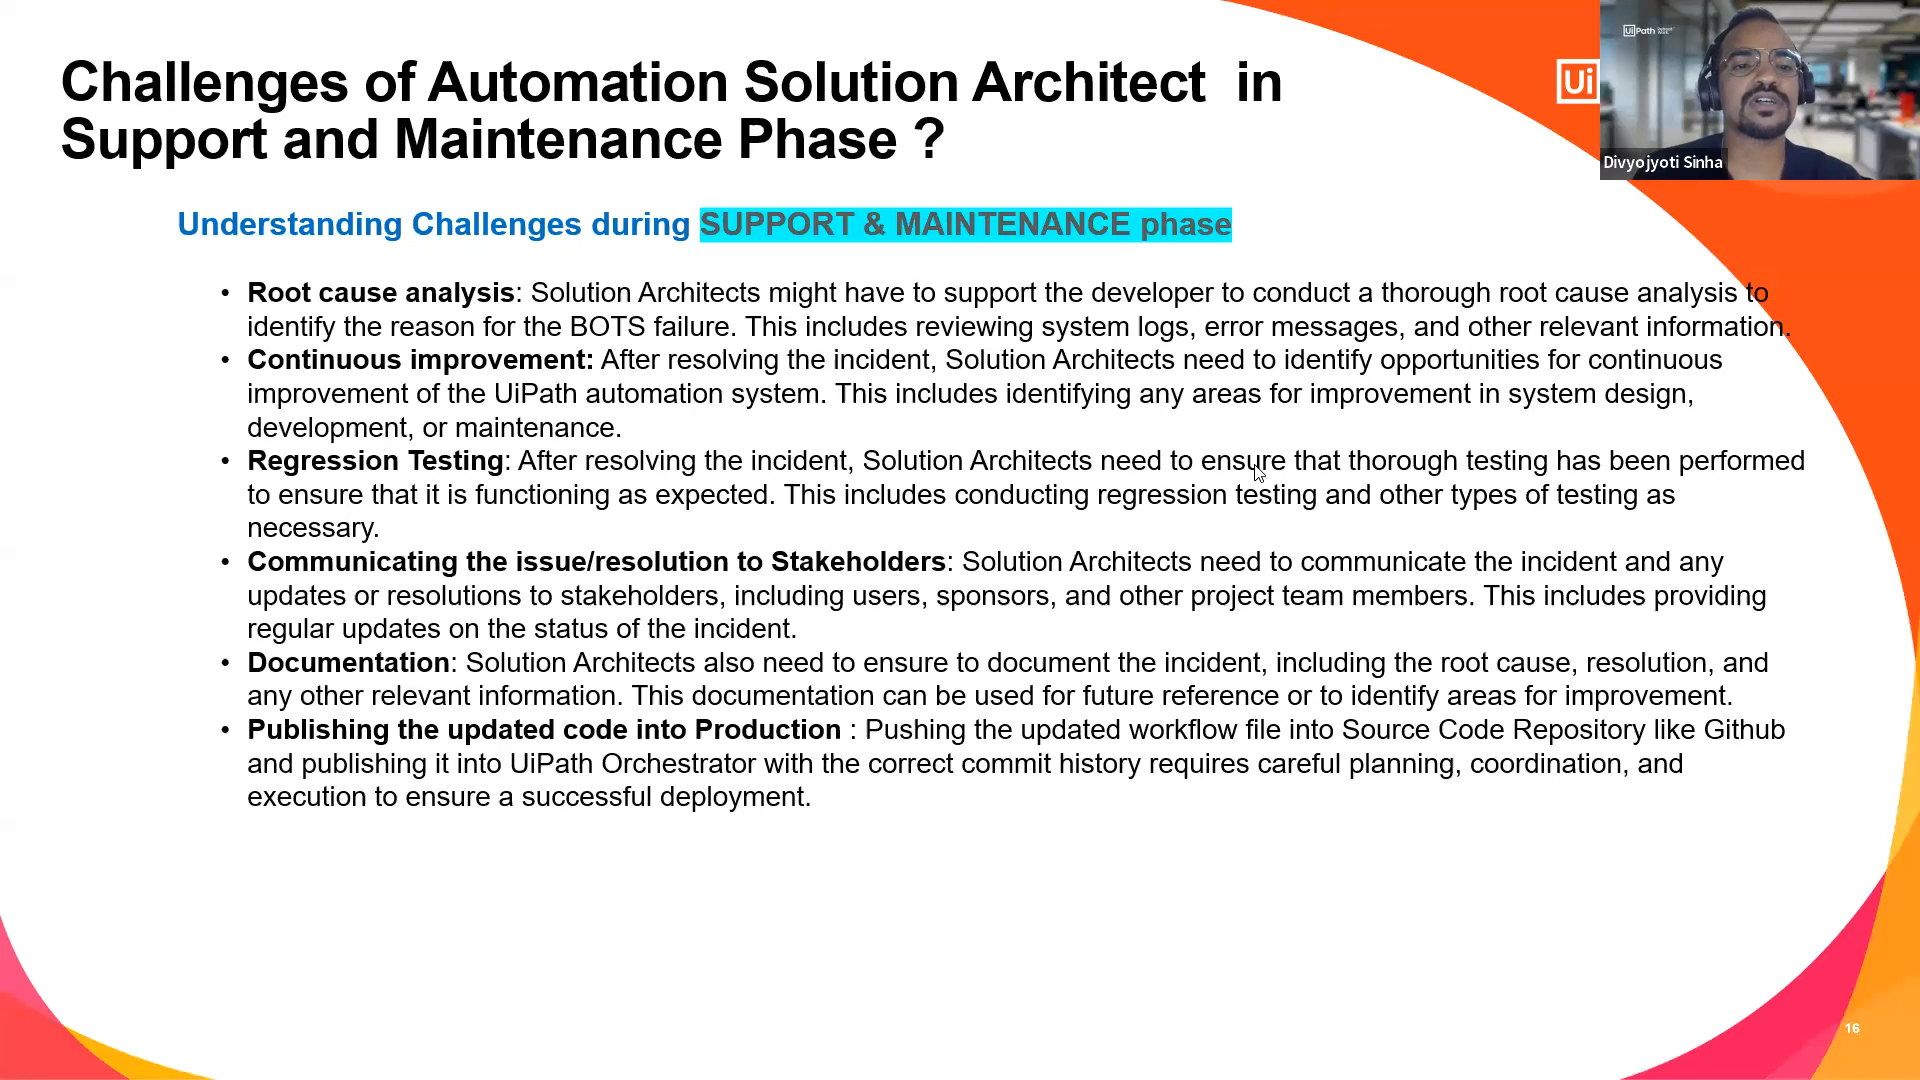 Challenges of Automation Solution Architect in
Support and Maintenance Phase ?
Ui
UiPath
Divyojyoti Sinha
Understanding Challenges during SUPPORT & MAINTENANCE phase
• Root cause analysis: Solution Architects might have to support the developer to conduct a thorough root cause analysis to
identify the reason for the BOTS failure. This includes reviewing system logs, error messages, and other relevant information.
• Continuous improvement: After resolving the incident, Solution Architects need to identify opportunities for continuous
improvement of the UiPath automation system. This includes identifying any areas for improvement in system design,
development, or maintenance.
• Regression Testing: After resolving the incident, Solution Architects need to ensure that thorough testing has been performed
to ensure that it is functioning as expected. This includes conducting regression testing and other types of testing as
necessary.
• Communicating the issue/resolution to Stakeholders: Solution Architects need to communicate the incident and any
updates or resolutions to stakeholders, including users, sponsors, and other project team members. This includes providing
regular updates on the status of the incident.
• Documentation: Solution Architects also need to ensure to document the incident, including the root cause, resolution, and
any other relevant information. This documentation can be used for future reference or to identify areas for improvement.
• Publishing the updated code into Production : Pushing the updated workflow file into Source Code Repository like Github
and publishing it into UiPath Orchestrator with the correct commit history requires careful planning, coordination, and
execution to ensure a successful deployment.
16